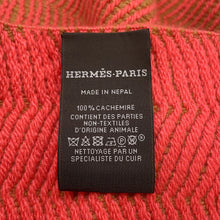 HERMÈS-PARIS
MADE IN NEPAL
100% CACHEMIRE
CONTIENT DES PARTIES
NON-TEXTILES
D'ORIGINE ANIMALE
NETTOYAGE PAR UN
SPECIALISTE DU CUIR